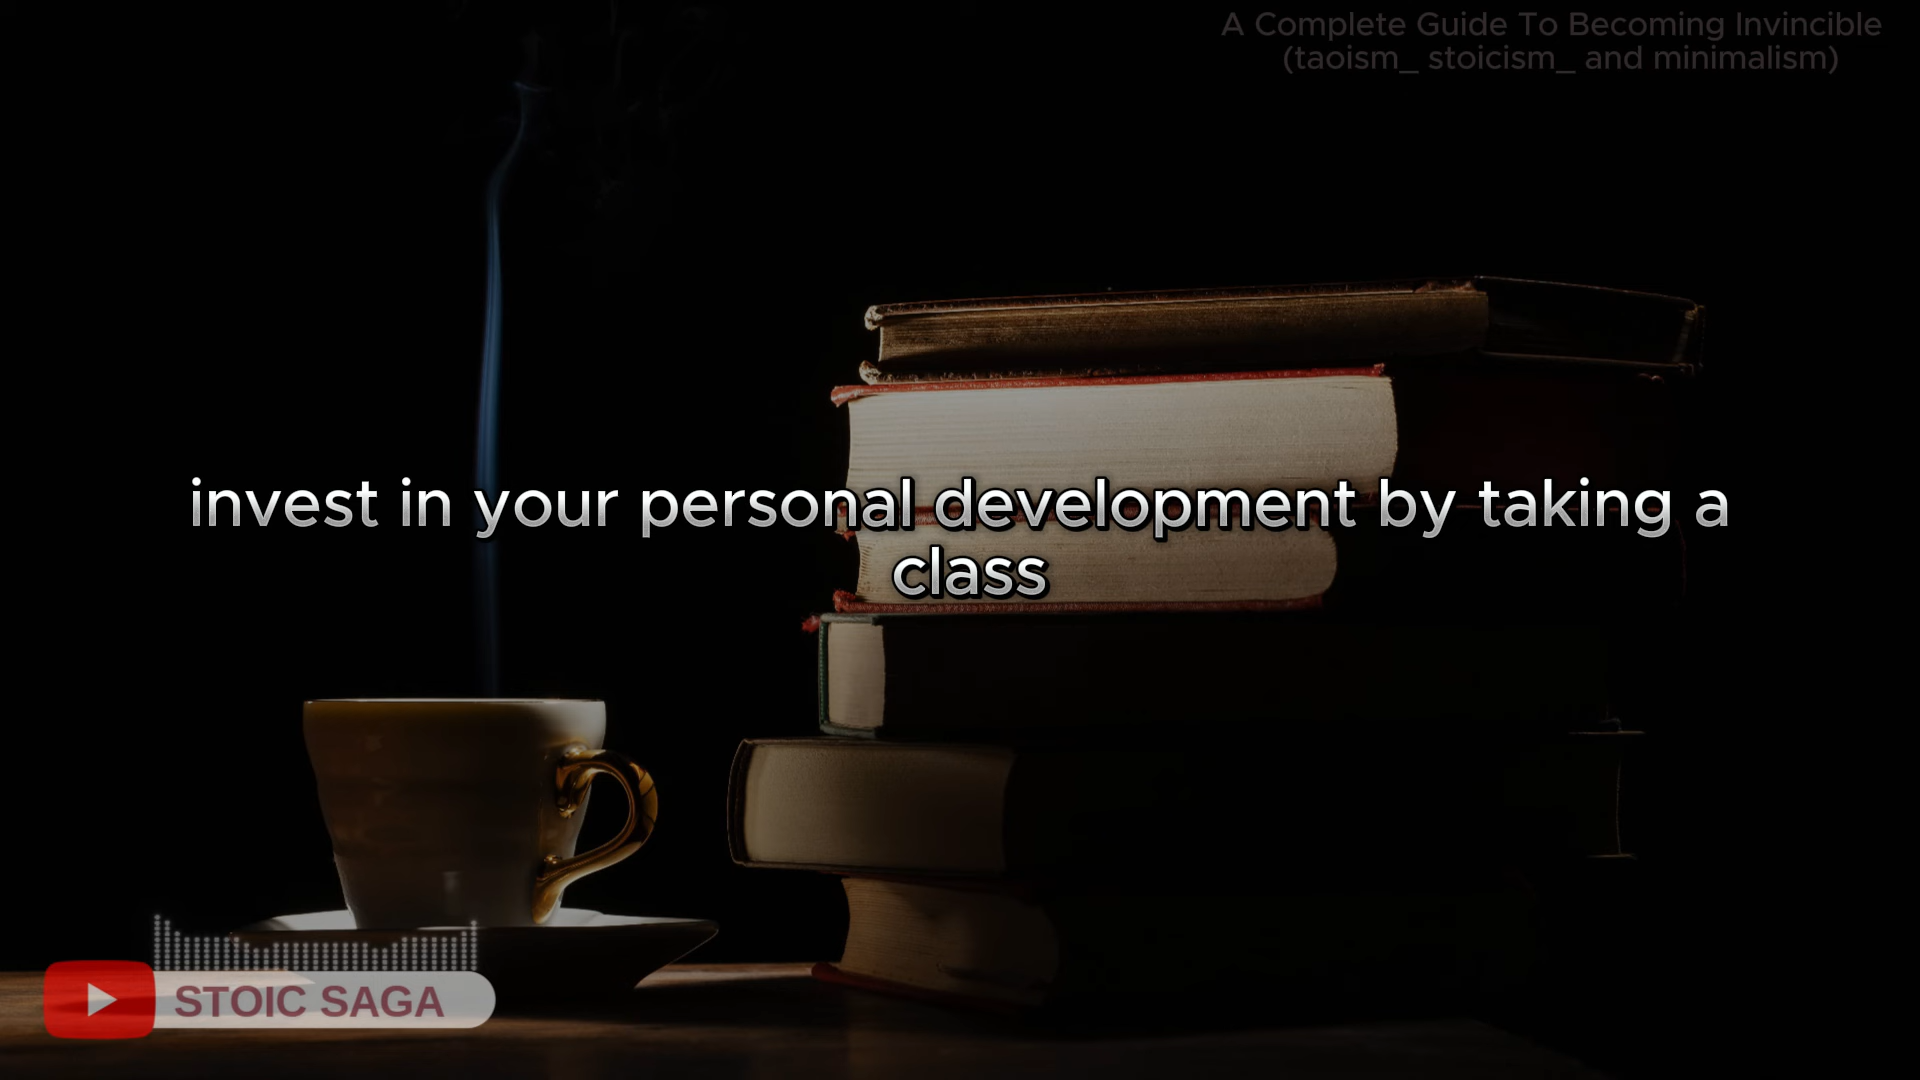 A Complete Guide To Becoming Invincible
(taoism_ stoicism_ and minimalism)
invest in your personal development by taking a
class
STOIC SAGA